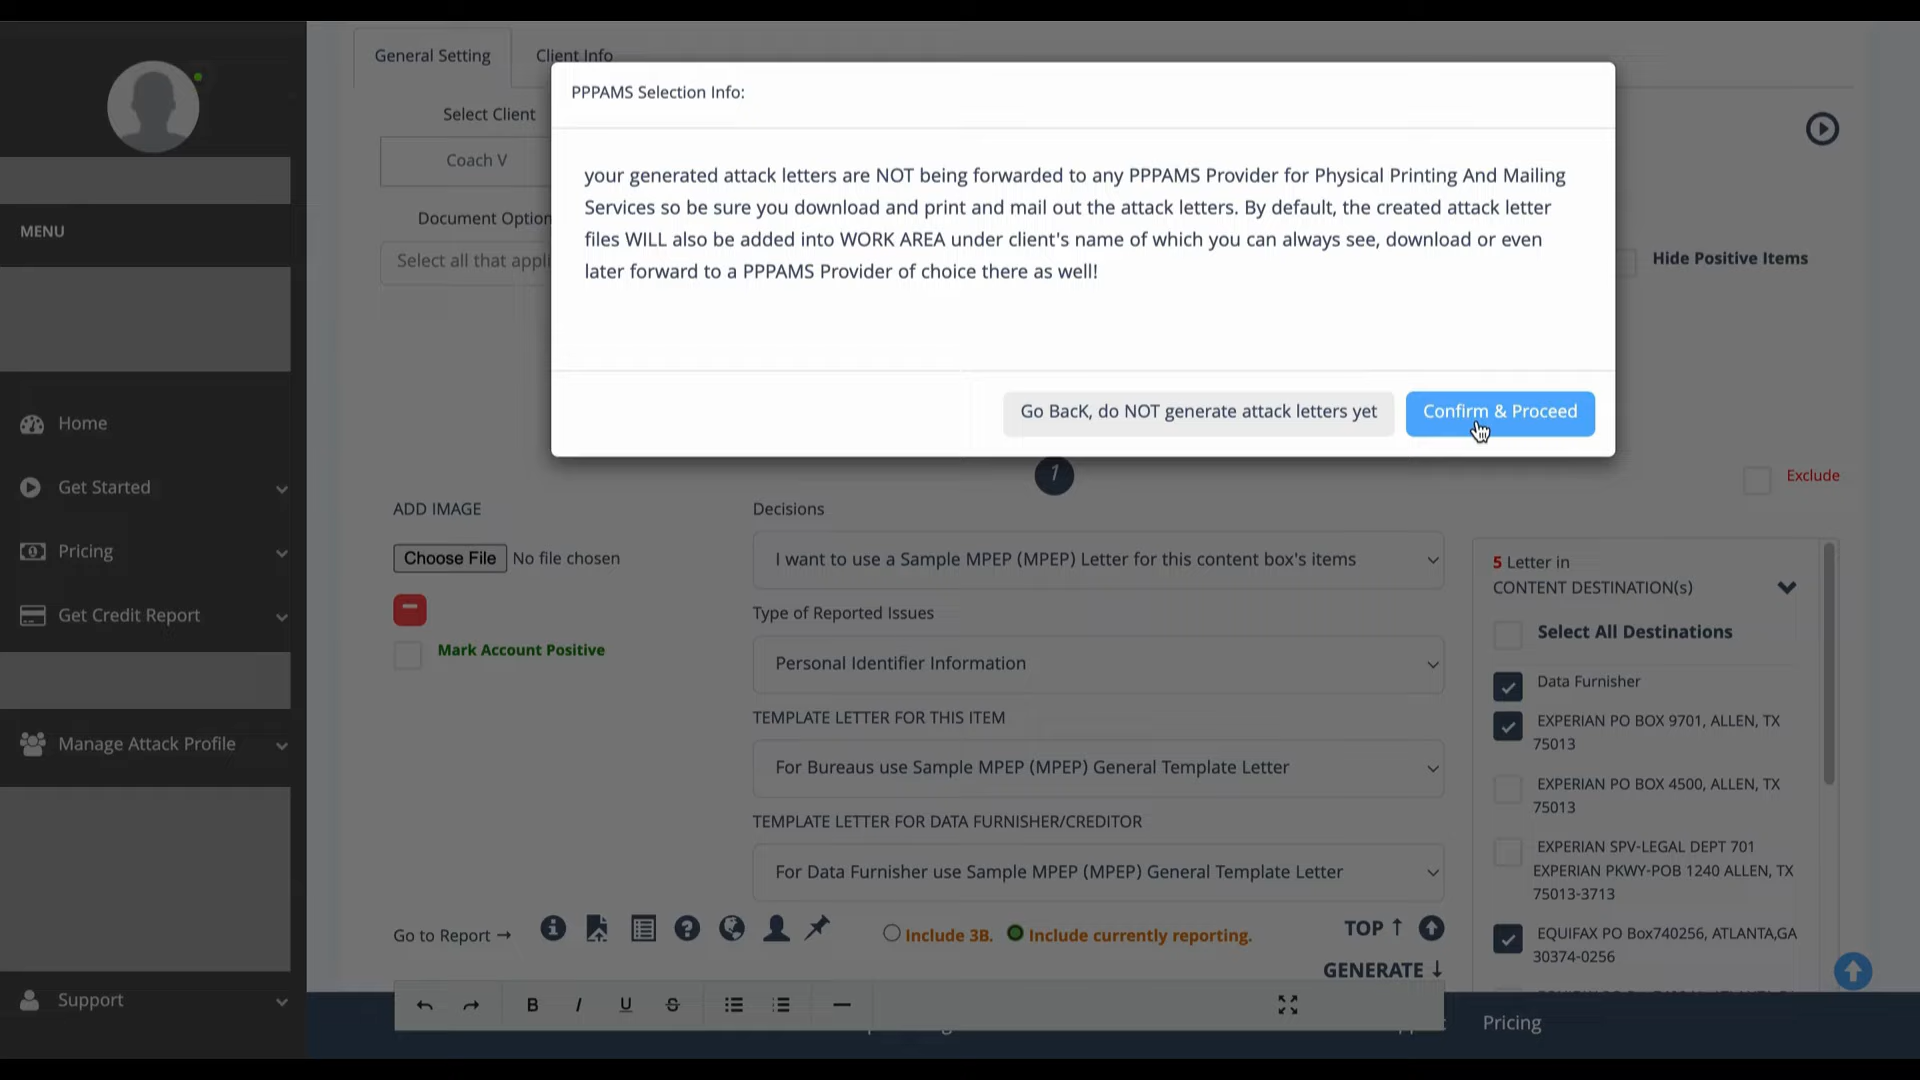 General Setting
Client Info
PPPAMS Selection Info:
Select Client
Coach V
your generated attack letters are NOT being forwarded to any PPPAMS Provider for Physical Printing And Mailing
Services so be sure you download and print and mail out the attack letters. By default, the created attack letter
files WILL also be added into WORK AREA under client's name of which you can always see, download or even
later forward to a PPPAMS Provider of choice there as well!
Document Option
Select all that appli
MENU
Hide Positive Items
Go BacK, do NOT generate attack letters yet
Confirm & Proceed
Home
Get Started
Pricing
Get Credit Report
Manage Attack Profile
Support
1
Exclude
ADD IMAGE
Choose File No file chosen
Mark Account Positive
Decisions
I want to use a Sample MPEP (MPEP) Letter for this content box's items
Type of Reported Issues
Personal Identifier Information
TEMPLATE LETTER FOR THIS ITEM
For Bureaus use Sample MPEP (MPEP) General Template Letter
TEMPLATE LETTER FOR DATA FURNISHER/CREDITOR
For Data Furnisher use Sample MPEP (MPEP) General Template Letter
5 Letter in
CONTENT DESTINATION(s)
Select All Destinations
Data Furnisher
EXPERIAN PO BOX 9701, ALLEN, TX
75013
EXPERIAN PO BOX 4500, ALLEN, TX
75013
EXPERIAN SPV-LEGAL DEPT 701
EXPERIAN PKWY-POB 1240 ALLEN, TX
75013-3713
EQUIFAX PO Box740256, ATLANTA,GA
30374-0256
Go to Report →
Include 3B.
Include currently reporting.
TOP ↑
GENERATE ↓
B I U S
Pricing